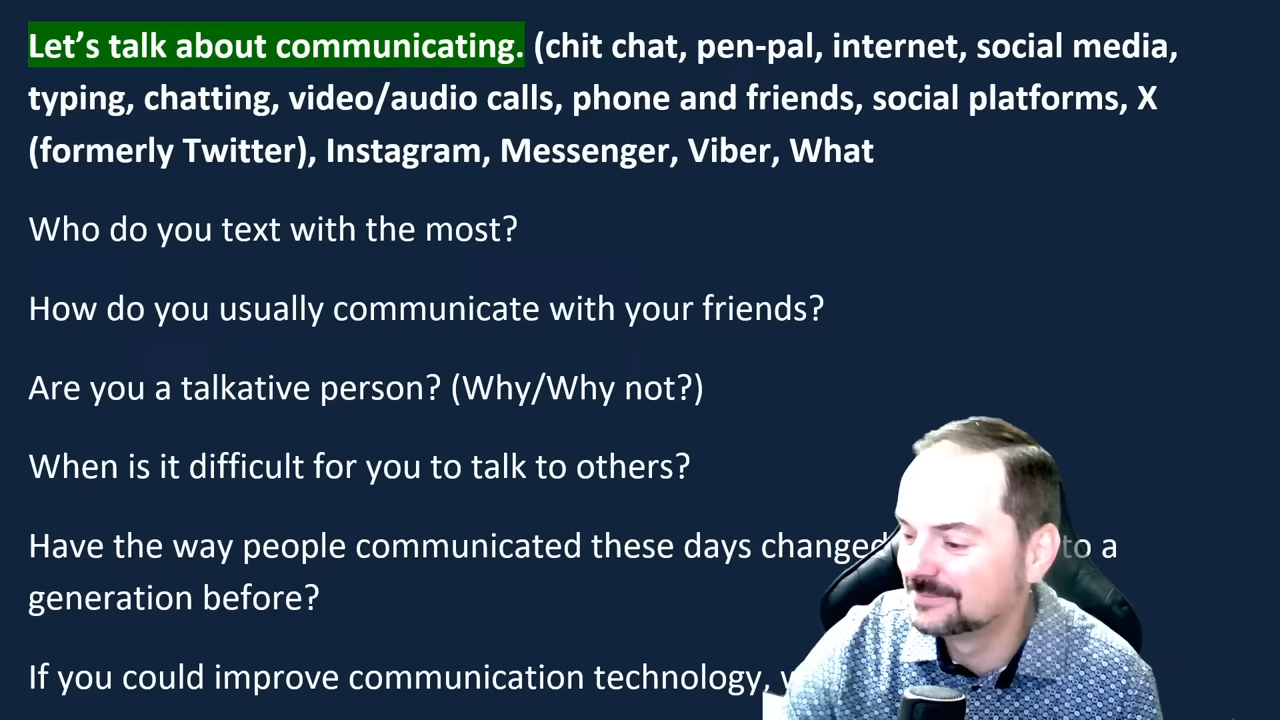 Let’s talk about communicating. (chit chat, pen-pal, internet, social media,
typing, chatting, video/audio calls, phone and friends, social platforms, X
(formerly Twitter), Instagram, Messenger, Viber, What
Who do you text with the most?
How do you usually communicate with your friends?
Are you a talkative person? (Why/Why not?)
When is it difficult for you to talk to others?
Have the way people communicated these days changed to a
generation before?
If you could improve communication technology,